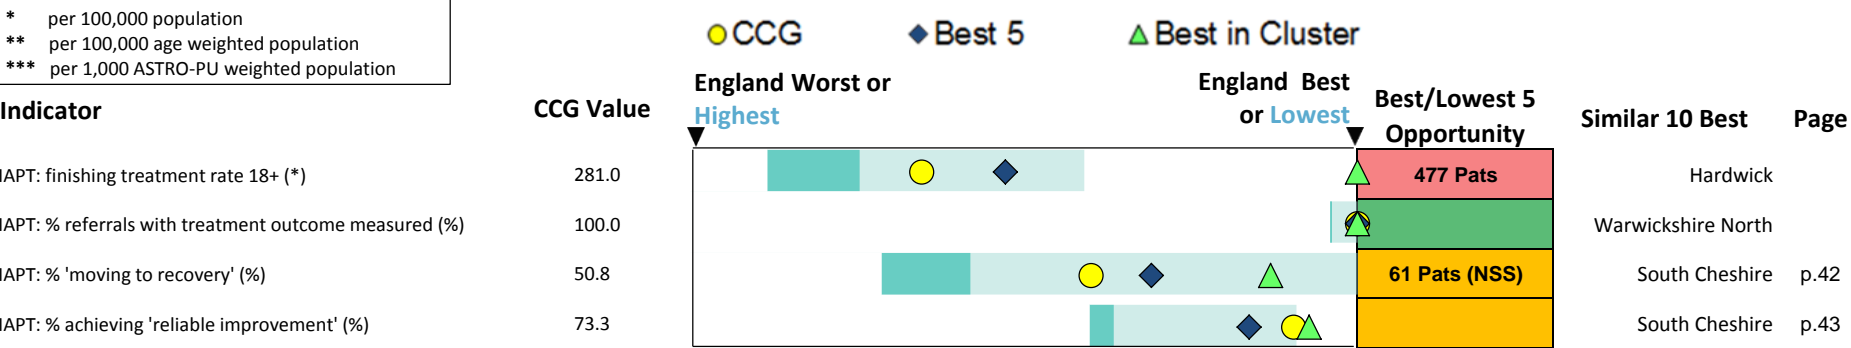 * per 100,000 population
** per 100,000 age weighted population
*** per 1,000 ASTRO-PU weighted population
CCG Best 5 Best in Cluster
Indicator CCG Value England Worst or Highest England Best or Lowest Best/Lowest 5 Opportunity Similar 10 Best Page
IAPT: finishing treatment rate 18+ (*) 281.0 477 Pats Hardwick
IAPT: % referrals with treatment outcome measured (%) 100.0 Warwickshire North
IAPT: % 'moving to recovery' (%) 50.8 61 Pats (NSS) South Cheshire p.42
IAPT: % achieving 'reliable improvement' (%) 73.3 South Cheshire p.43